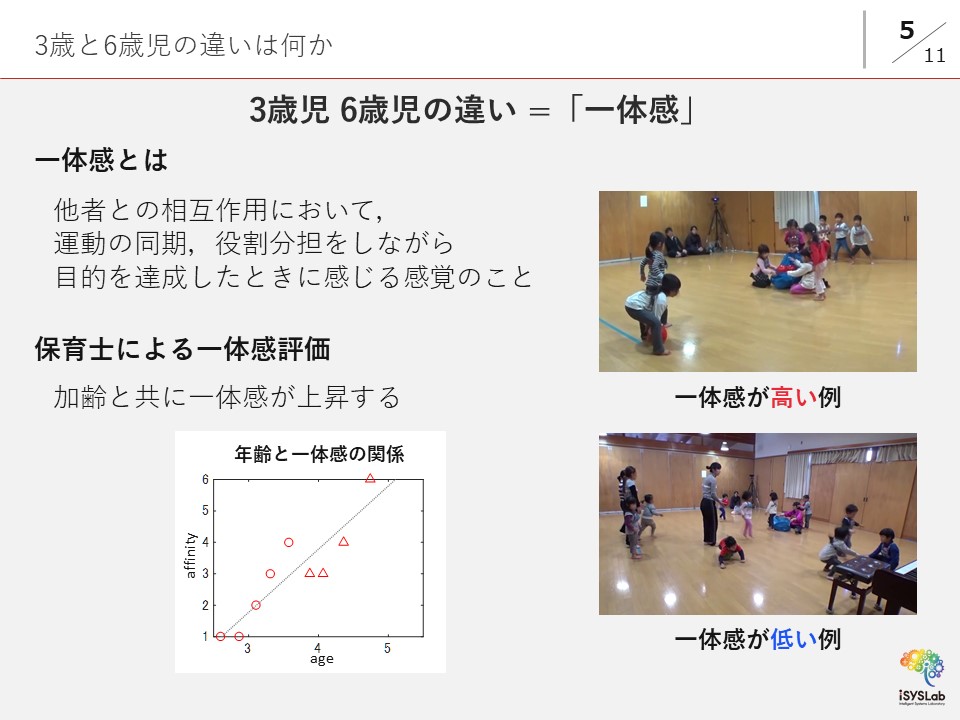 3歳と6歳児の違いは何か
5
11
3歳児 6歳児の違い =「一体感」
一体感とは
他者との相互作用において,
運動の同期, 役割分担をしながら
目的を達成したときに感じる感覚のこと
保育士による一体感評価
加齢と共に一体感が上昇する
年齢と一体感の関係
6
5
4
3
2
1
affinity
3
4
5
age
一体感が高い例
一体感が低い例
iSYSLab
Intelligent Systems Laboratory